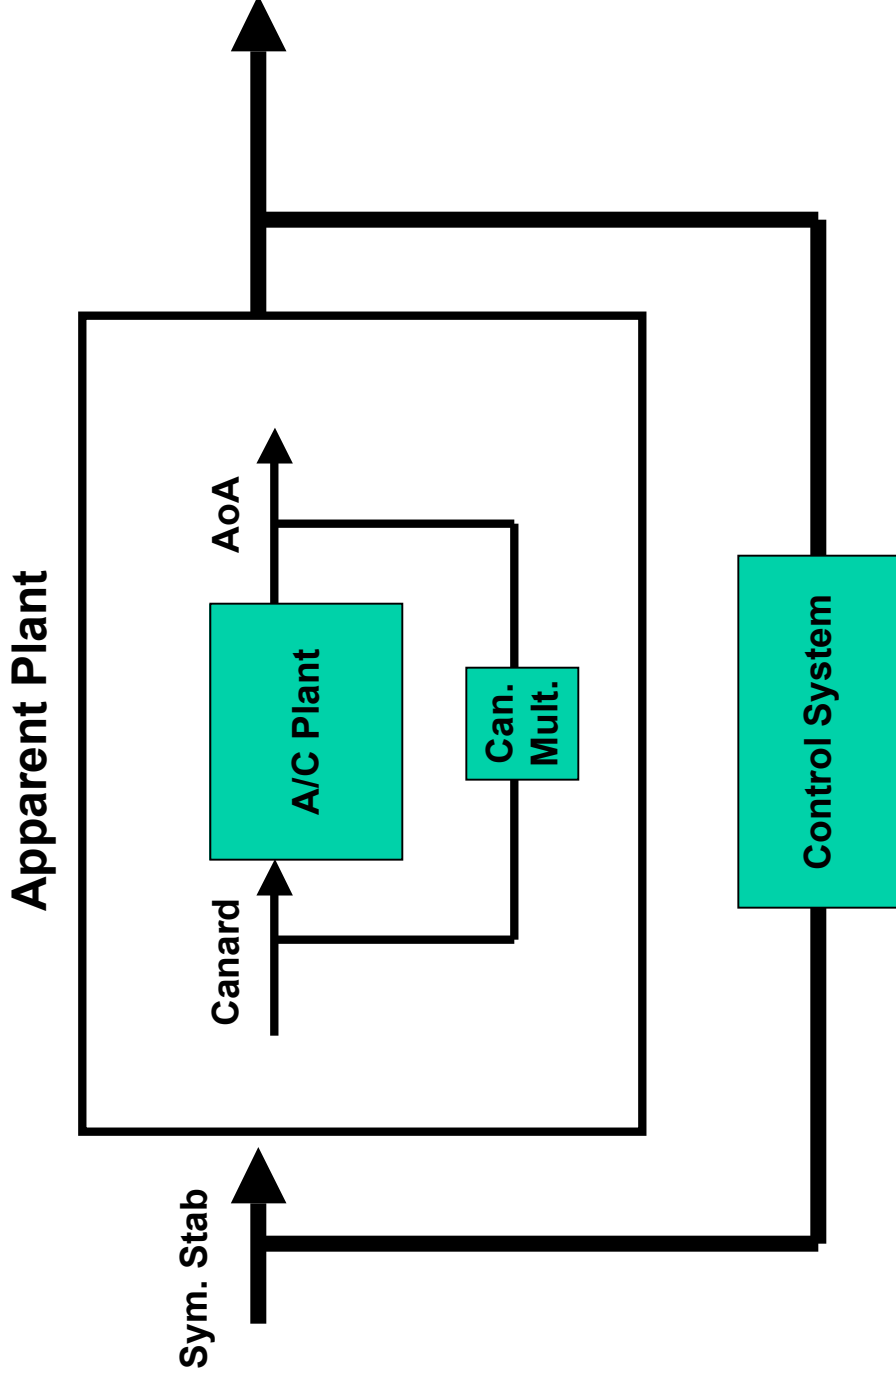 Apparent Plant
Sym. Stab
Canard
AoA
A/C Plant
Can.
Mult.
Control System